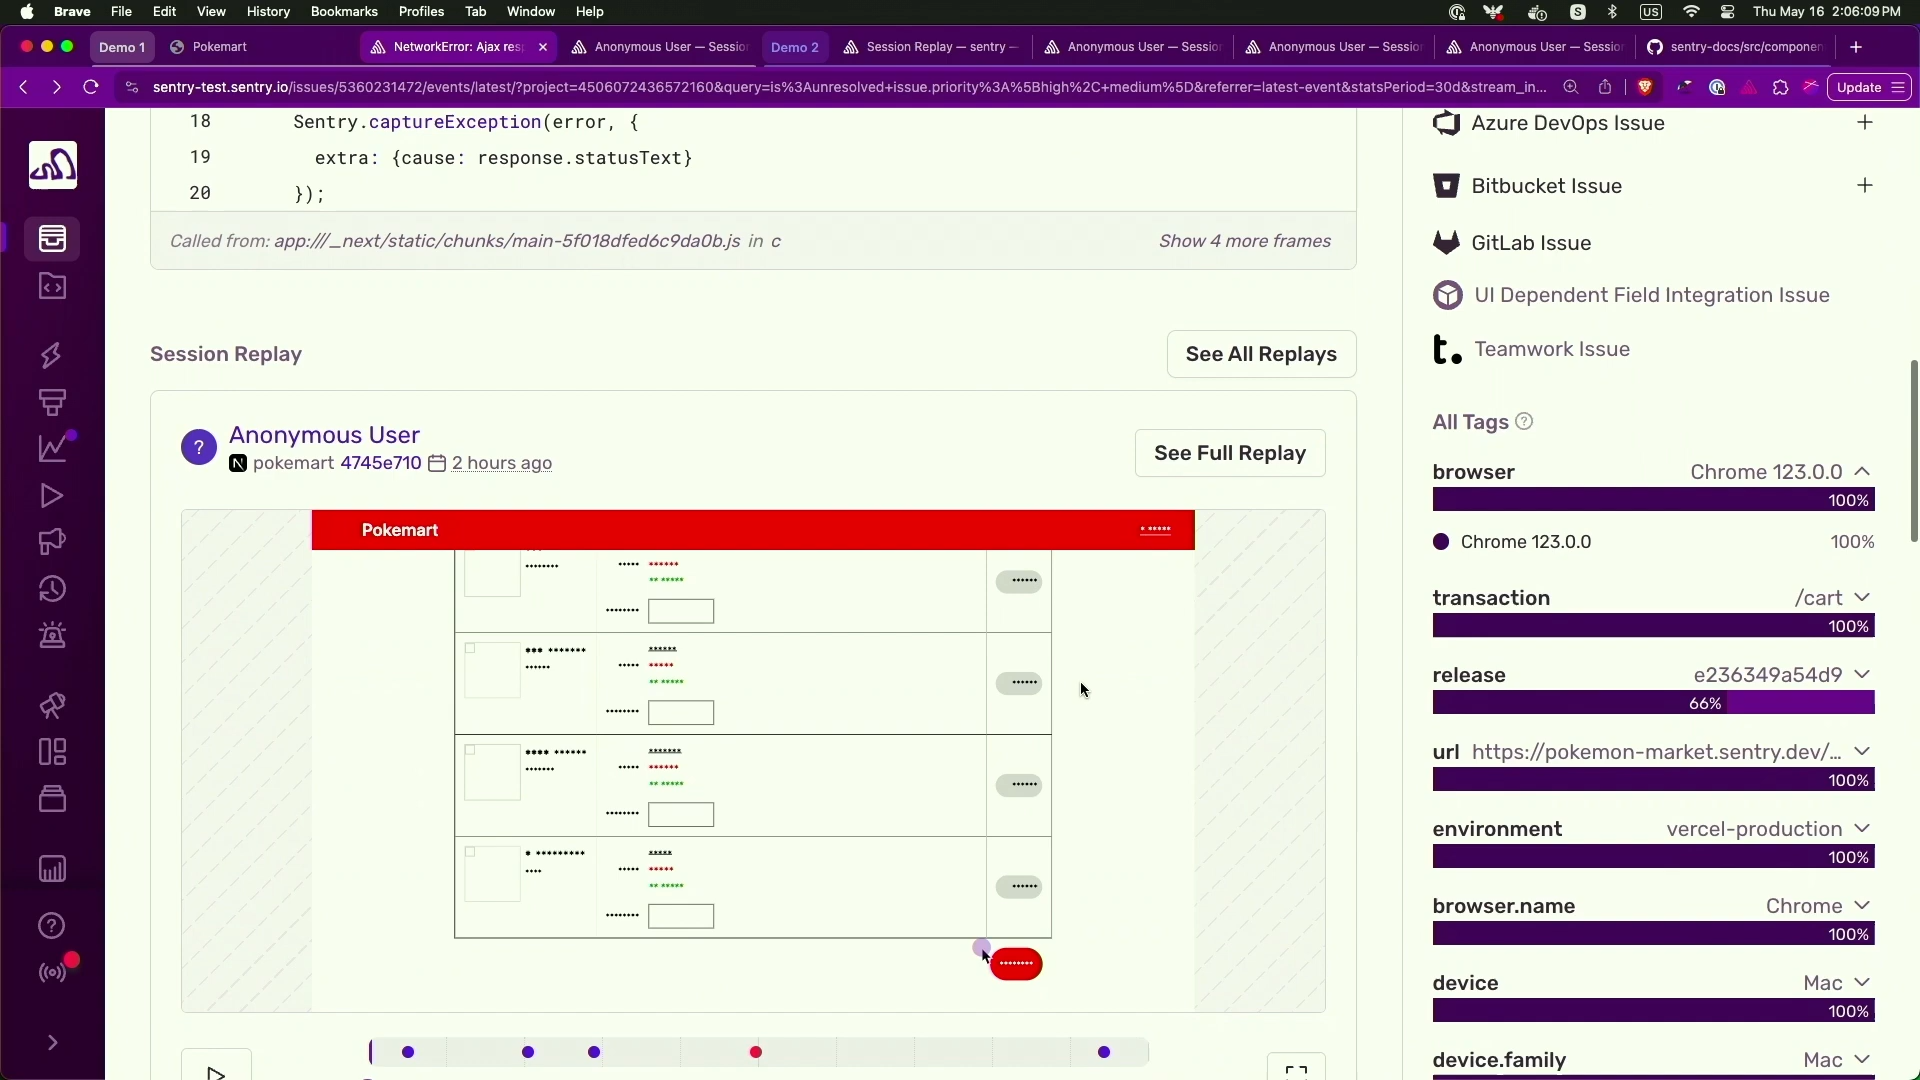 Brave File Edit View History Bookmarks Profiles Tab Window Help US Thu May 16 2:06:09 PM
Demo 1 Pokemart NetworkError: Ajax res Anonymous User — Sessio Demo 2 Session Replay — sentry — Anonymous User — Sessio Anonymous User — Sessio Anonymous User — Sessio sentry-docs/src/componen
sentry-test.sentry.io/issues/5360231472/events/latest/?project=4506072436572160&query=is%3Aunresolved+issue.priority%3A%5Bhigh%2C+medium%5D&referrer=latest-event&statsPeriod=30d&stream_in... Update
18 Sentry.captureException(error, {
19 extra: {cause: response.statusText}
20 });
Called from: app:///_next/static/chunks/main-5f018dfed6c9da0b.js in c Show 4 more frames
Session Replay See All Replays
? Anonymous User
N pokemart 4745e710 2 hours ago
See Full Replay
Pokemart
Azure DevOps Issue
Bitbucket Issue
GitLab Issue
UI Dependent Field Integration Issue
t. Teamwork Issue
All Tags ?
browser Chrome 123.0.0
100%
Chrome 123.0.0 100%
transaction /cart
100%
release e236349a54d9
66%
url https://pokemon-market.sentry.dev/...
100%
environment vercel-production
100%
browser.name Chrome
100%
device Mac
100%
device.family Mac